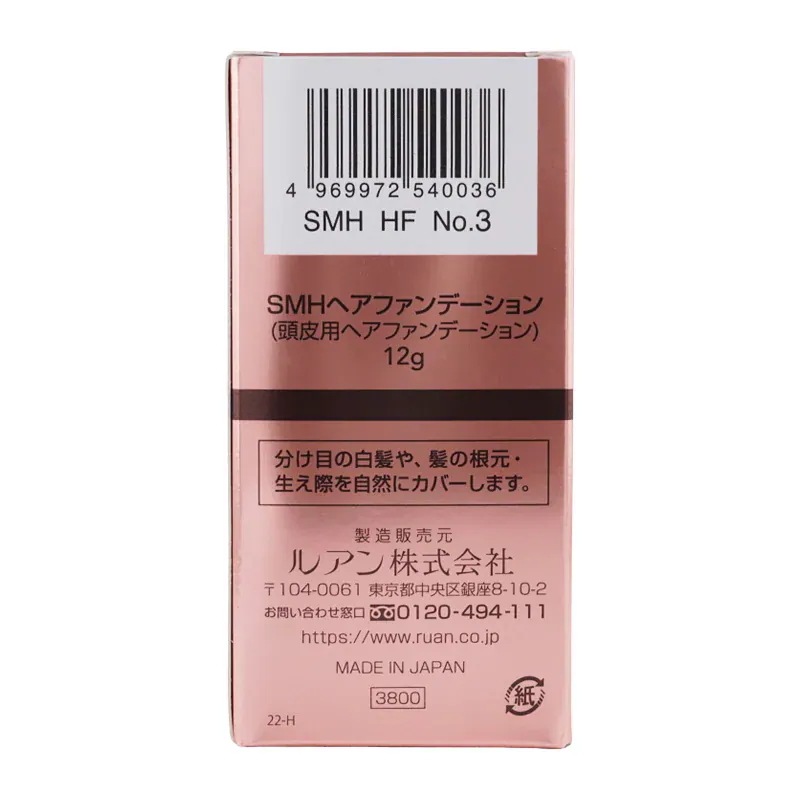 4 969972 540036
SMH HF No.3
SMHヘアファンデーション
(頭皮用ヘアファンデーション)
12g
分け目の白髪や、髪の根元・
生え際を自然にカバーします。
製造販売元
ルアン株式会社
〒104-0061 東京都中央区銀座8-10-2
お問い合わせ窓口 0120-494-111
https://www.ruan.co.jp
MADE IN JAPAN
3800
紙
22-H